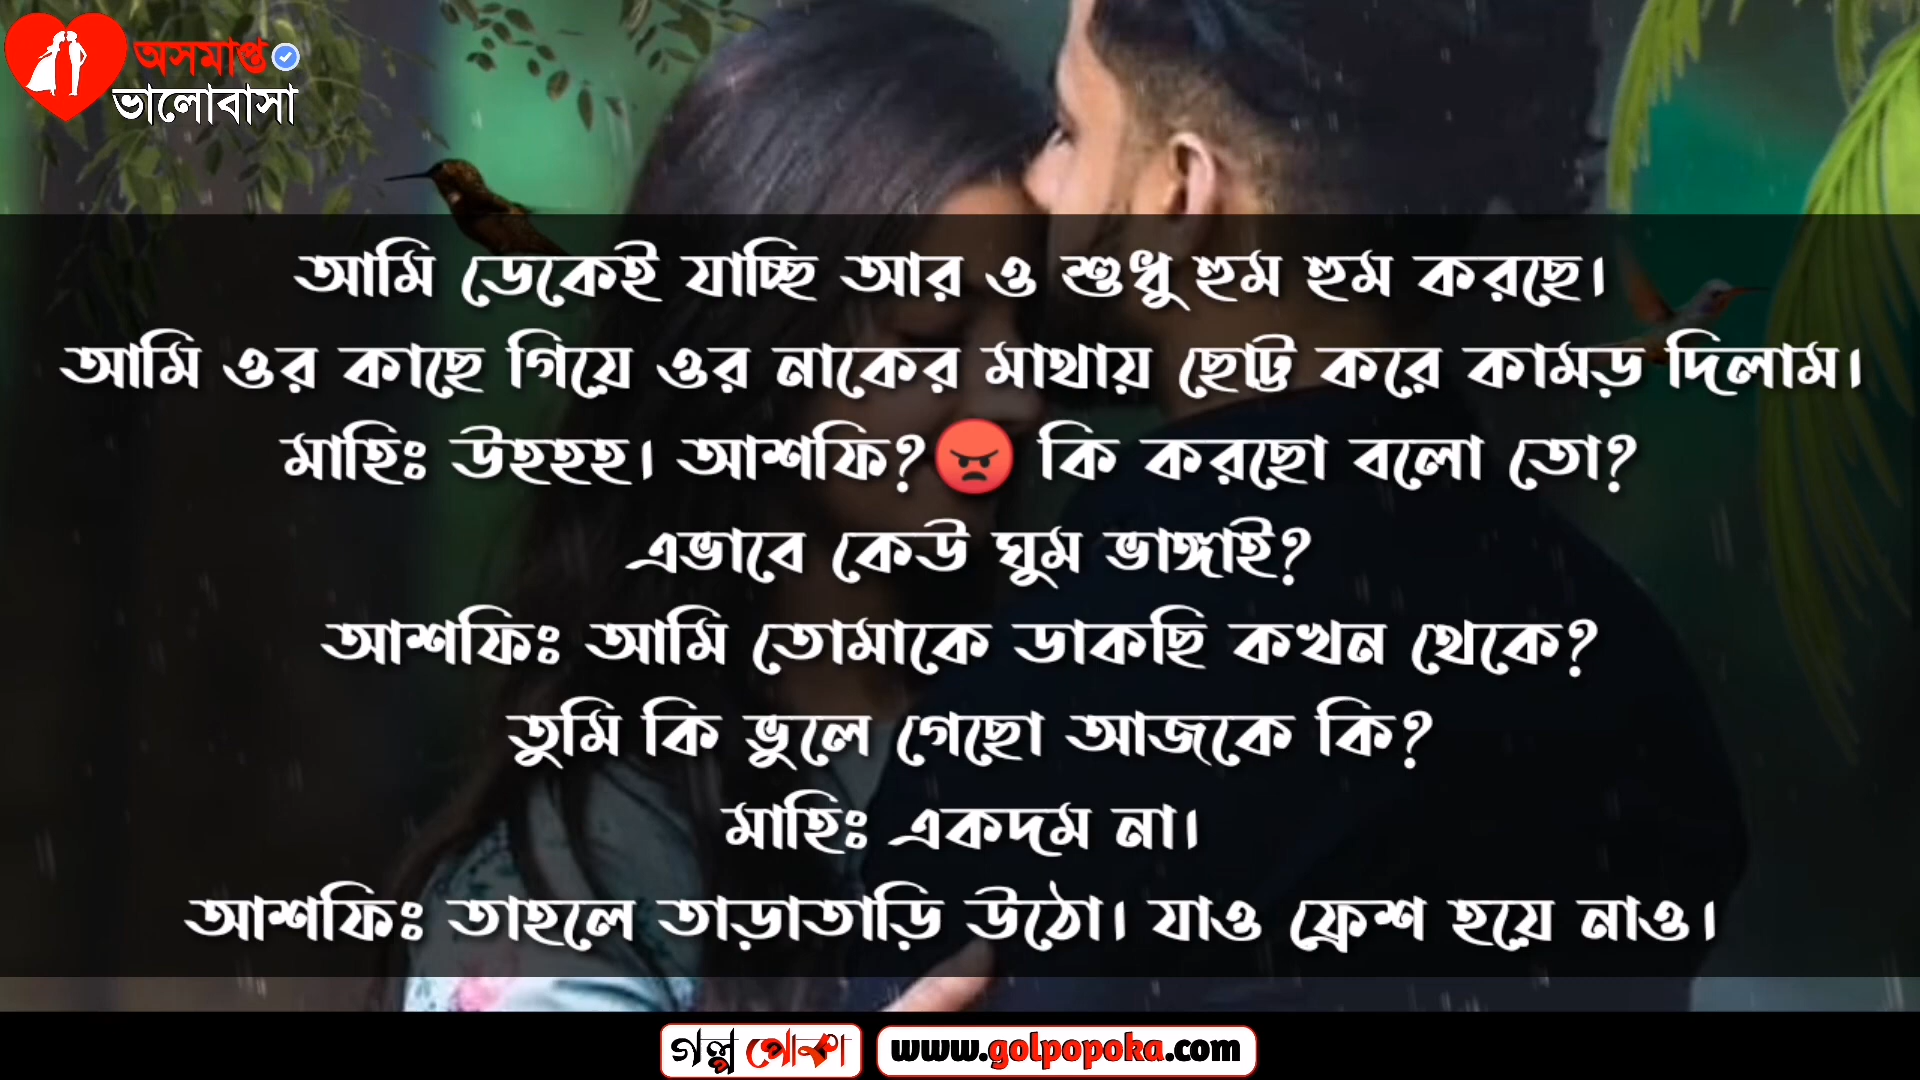 অসমাপ্ত
ভালোবাসা
আমি ডেকেই যাচ্ছি আর ও শুধু হুম হুম করছে।
আমি ওর কাছে গিয়ে ওর নাকের মাথায় ছোট্ট করে কামড় দিলাম।
মাহিঃ উহহহ। আশফি?😡 কি করছো বলো তো?
এভাবে কেউ ঘুম ভাঙ্গাই?
আশফিঃ আমি তোমাকে ডাকছি কখন থেকে?
তুমি কি ভুলে গেছো আজকে কি?
মাহিঃ একদম না।
আশফিঃ তাহলে তাড়াতাড়ি উঠো। যাও ফ্রেশ হয়ে নাও।
গল্প পোকা www.golpopoka.com